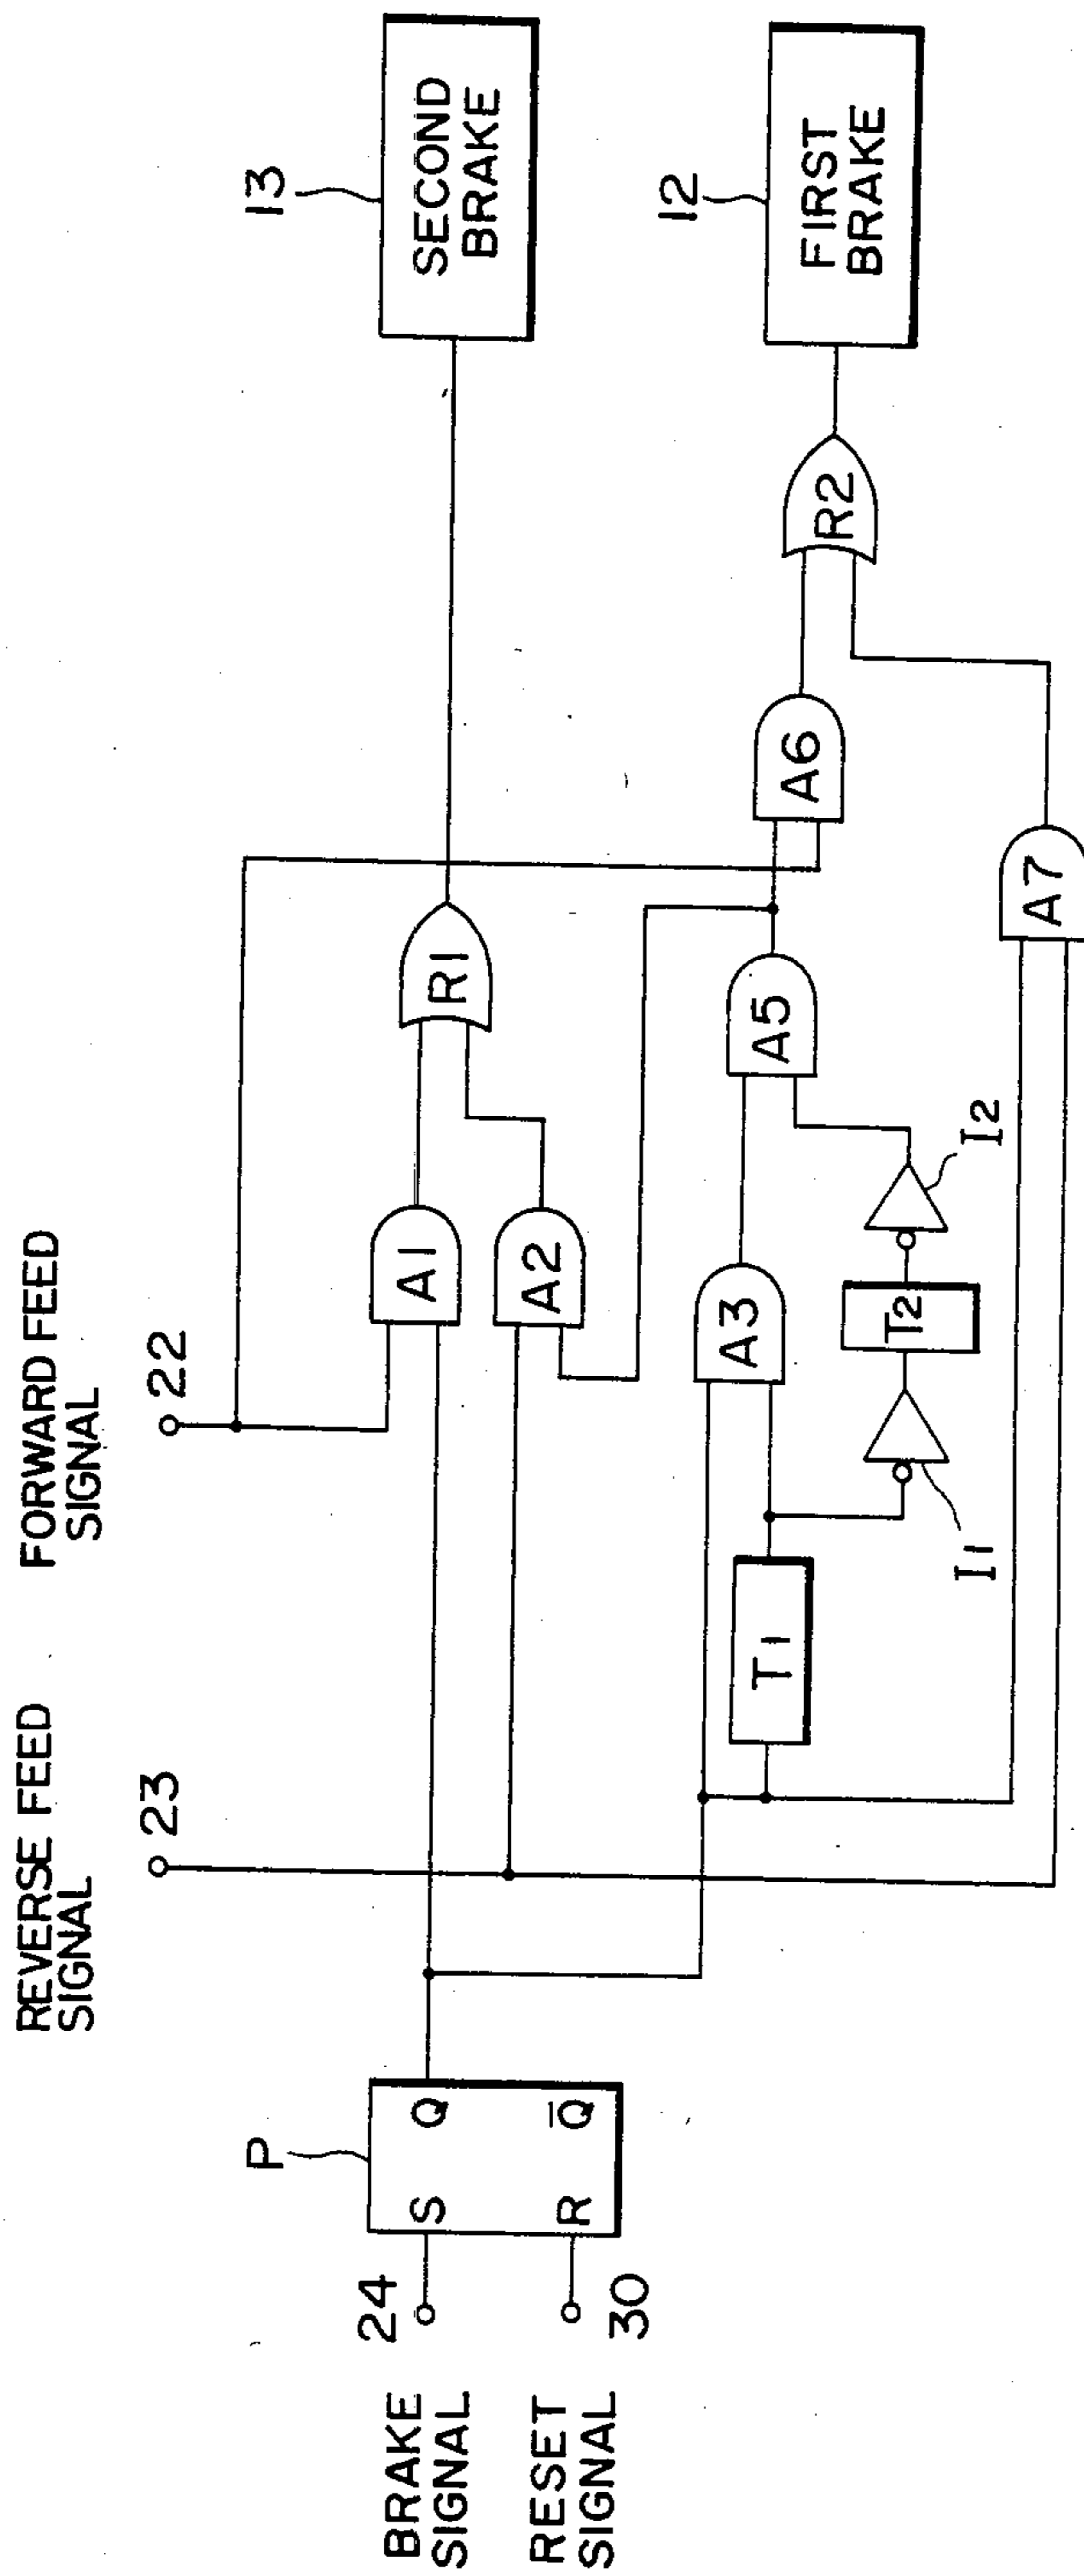 REVERSE FEED
SIGNAL
FORWARD FEED
SIGNAL
23
22
P
S
Q
R
Q̅
24
BRAKE
SIGNAL
30
RESET
SIGNAL
A1
A2
R1
13
SECOND
BRAKE
T1
A3
I1
T2
I2
A5
A6
A7
R2
12
FIRST
BRAKE